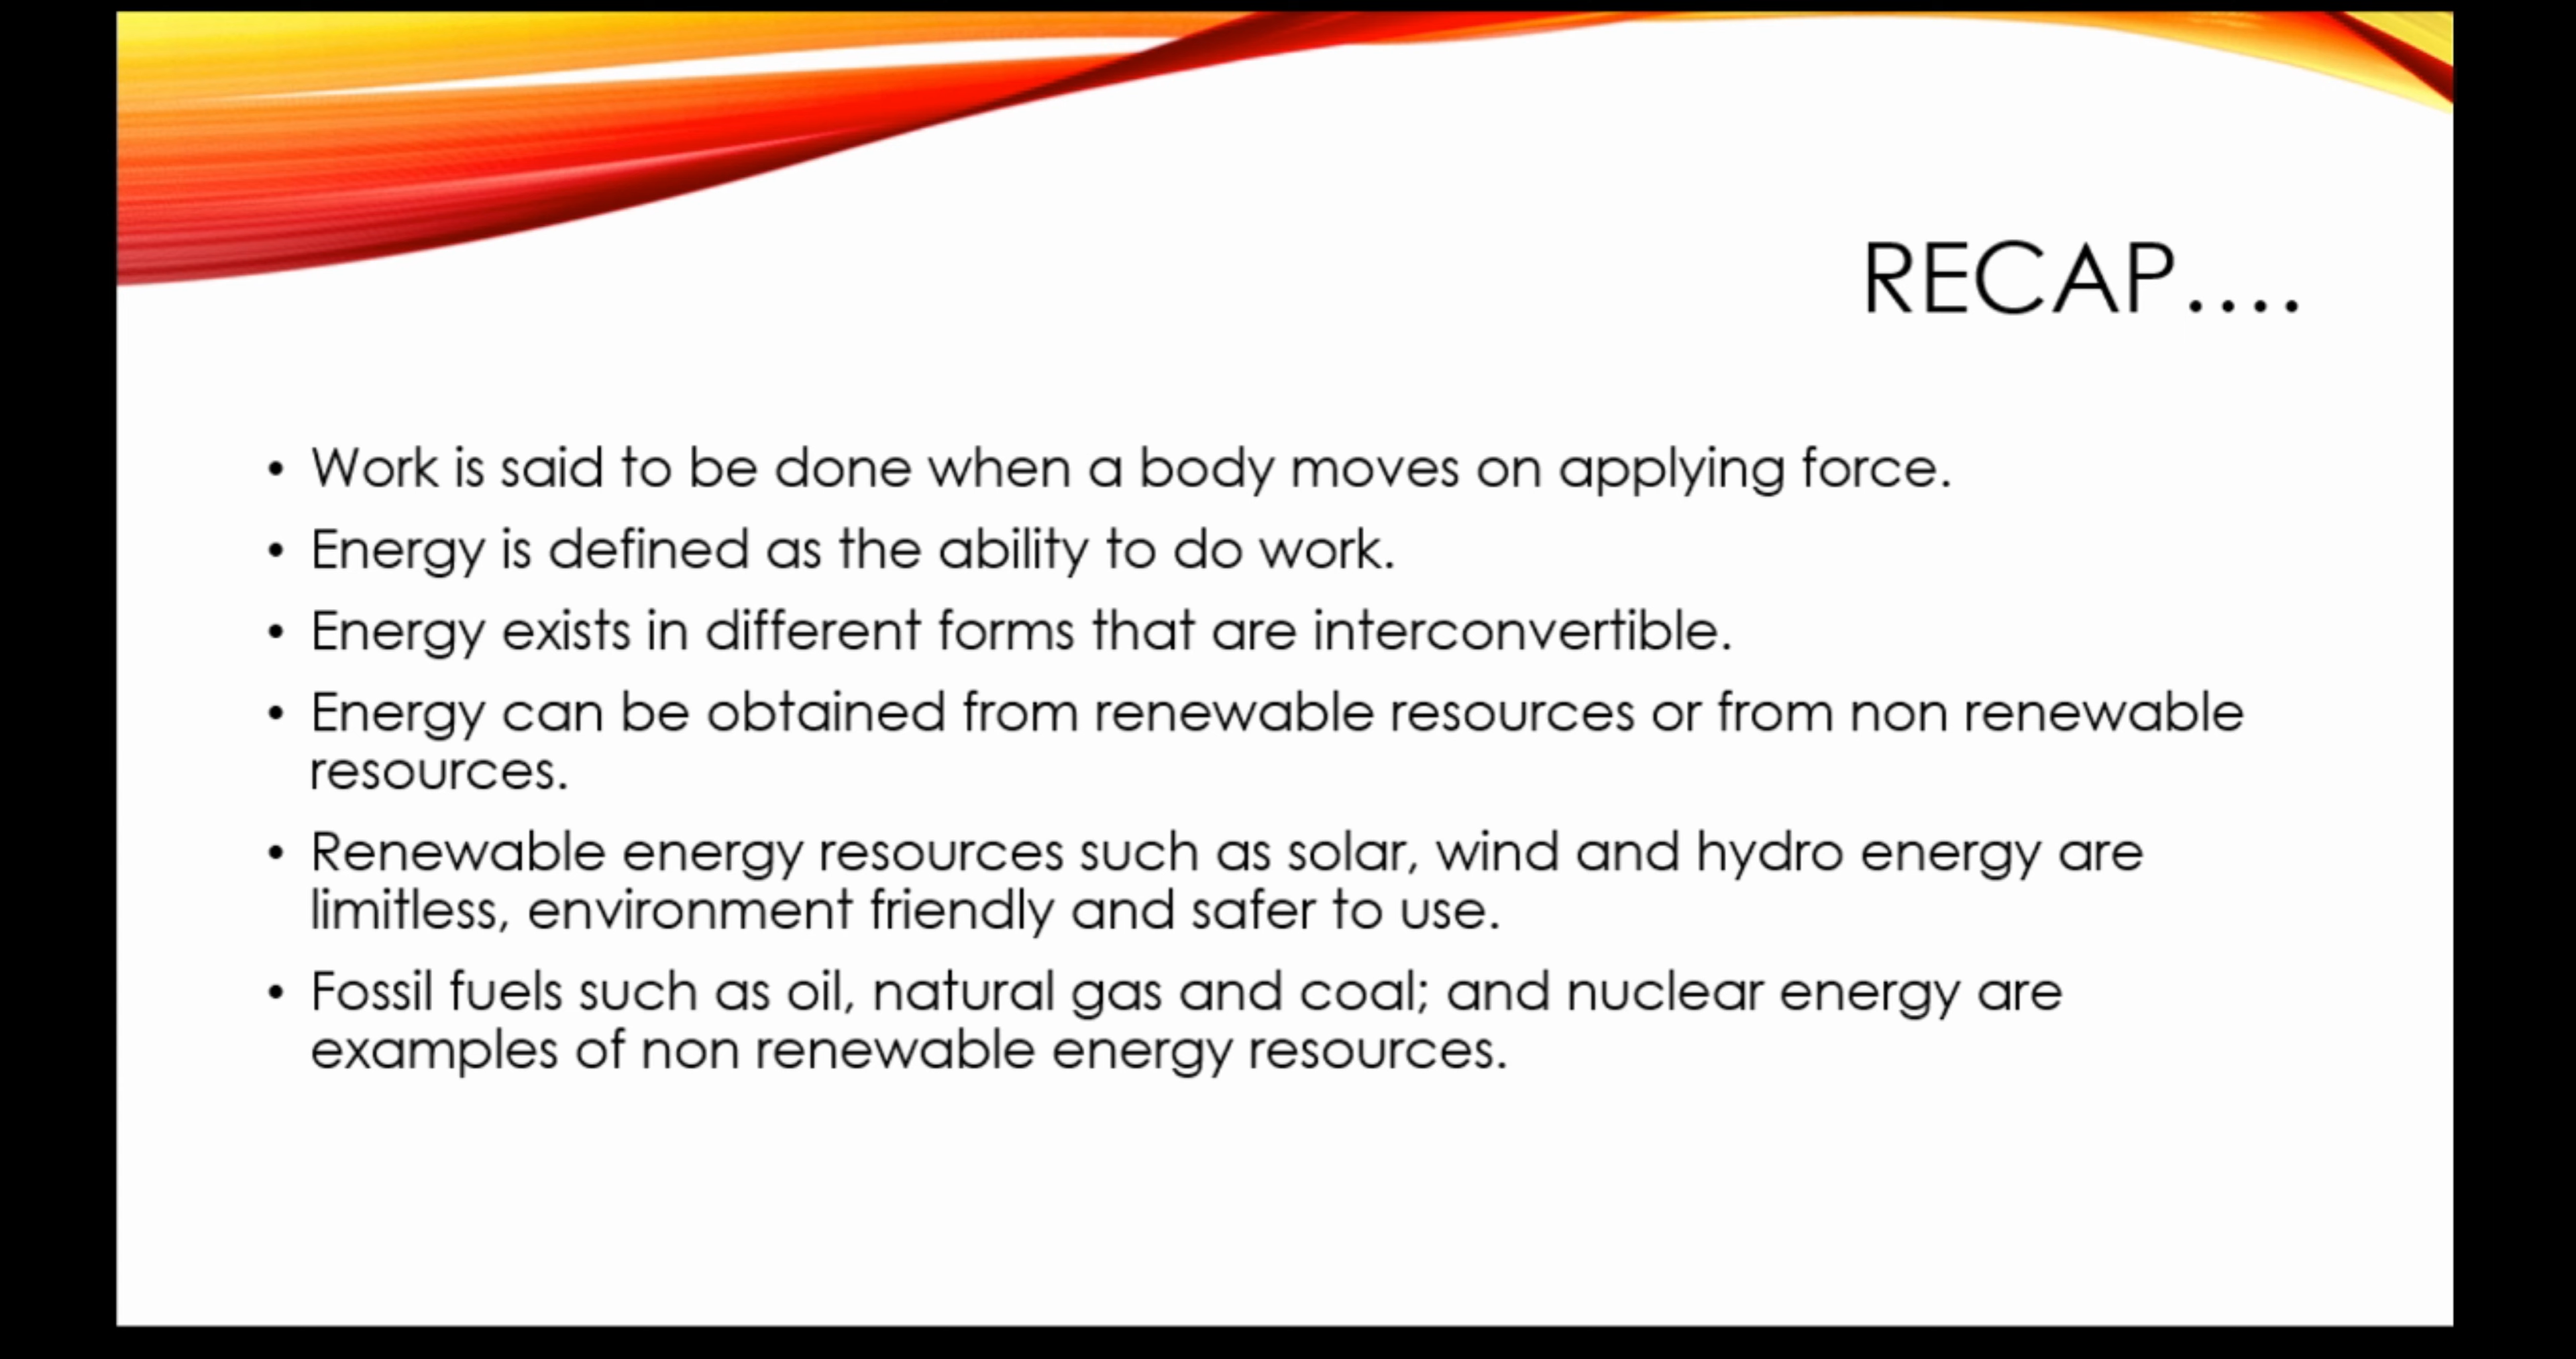 RECAP....
• Work is said to be done when a body moves on applying force.
• Energy is defined as the ability to do work.
• Energy exists in different forms that are interconvertible.
• Energy can be obtained from renewable resources or from non renewable
resources.
• Renewable energy resources such as solar, wind and hydro energy are
limitless, environment friendly and safer to use.
• Fossil fuels such as oil, natural gas and coal; and nuclear energy are
examples of non renewable energy resources.